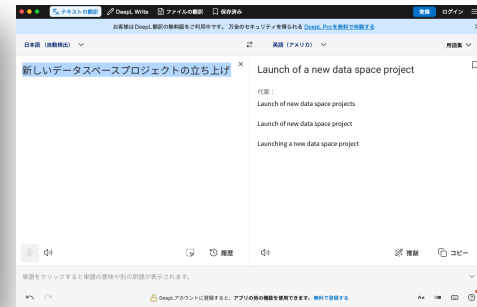 テキストの翻訳 DeepL Write ファイルの翻訳 保存済み 登録 ログイン
お客様はDeepL翻訳の無料版をご利用中です。 万全のセキュリティを得られる DeepL Proを無料で体験する
日本語（自動検出） 英語（アメリカ） 用語集
新しいデータスペースプロジェクトの立ち上げ
Launch of a new data space project
代案：
Launch of new data space projects
Launch of new data space project
Launching a new data space project
履歴 推敲 コピー
単語をクリックすると単語の意味や別の訳語が表示されます。
DeepLアカウントに登録すると、アプリの他の機能を使用できます。 無料で登録する Aa